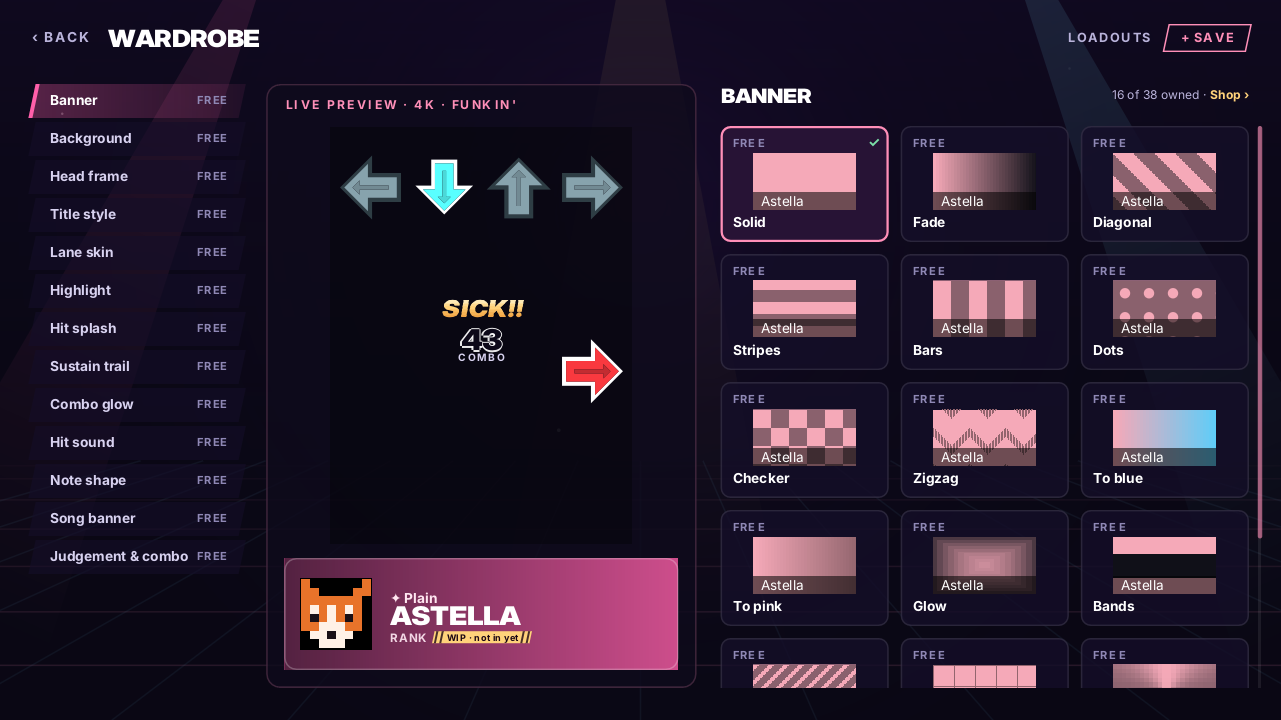 ‹ BACK WARDROBE
LOADOUTS + SAVE
Banner FREE
Background FREE
Head frame FREE
Title style FREE
Lane skin FREE
Highlight FREE
Hit splash FREE
Sustain trail FREE
Combo glow FREE
Hit sound FREE
Note shape FREE
Song banner FREE
Judgement & combo FREE
LIVE PREVIEW · 4K · FUNKIN'
SICK!!
43
COMBO
✦ Plain
ASTELLA
RANK WIP · not in yet
BANNER
16 of 38 owned · Shop ›
FREE
Astella
Solid
FREE
Astella
Fade
FREE
Astella
Diagonal
FREE
Astella
Stripes
FREE
Astella
Bars
FREE
Astella
Dots
FREE
Astella
Checker
FREE
Astella
Zigzag
FREE
Astella
To blue
FREE
Astella
To pink
FREE
Astella
Glow
FREE
Astella
Bands
FREE
FREE
FREE